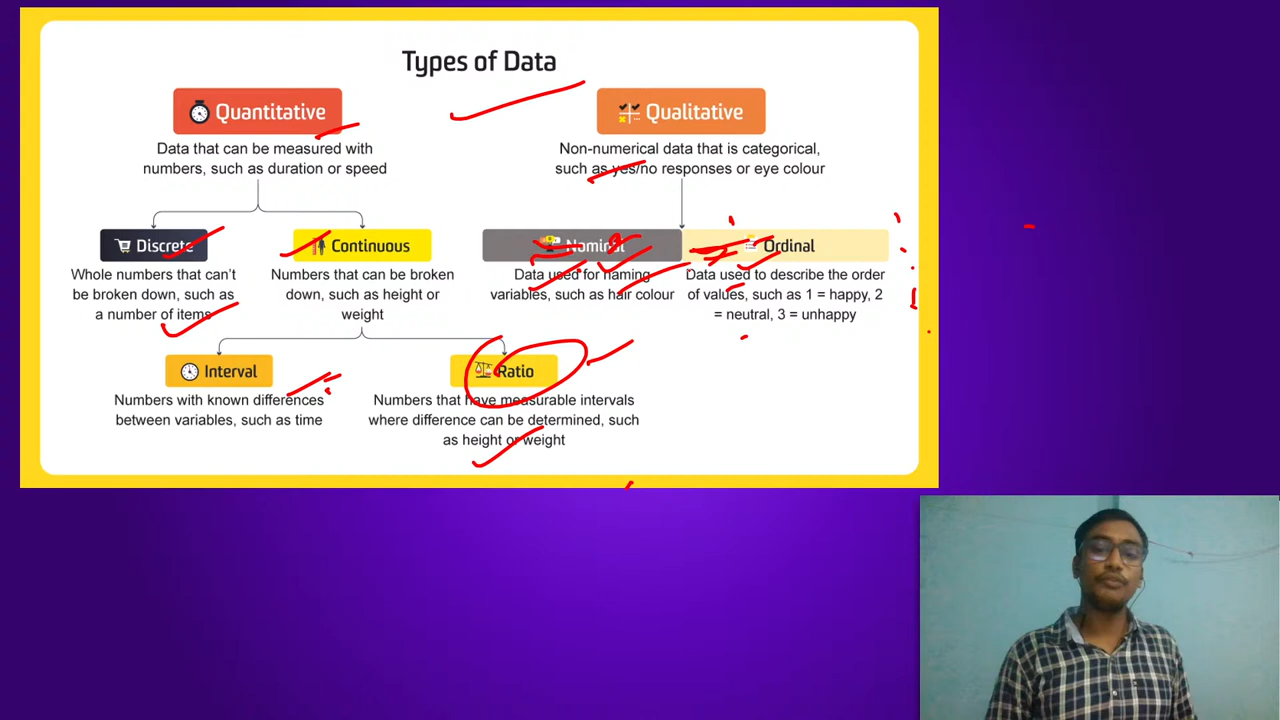 Types of Data
Quantitative
Data that can be measured with
numbers, such as duration or speed
Qualitative
Non-numerical data that is categorical,
such as yes/no responses or eye colour
Discrete
Whole numbers that can't
be broken down, such as
a number of items
Continuous
Numbers that can be broken
down, such as height or
weight
Nominal
Data used for naming
variables, such as hair colour
Ordinal
Data used to describe the order
of values, such as 1 = happy, 2
= neutral, 3 = unhappy
Interval
Numbers with known differences
between variables, such as time
Ratio
Numbers that have measurable intervals
where difference can be determined, such
as height or weight